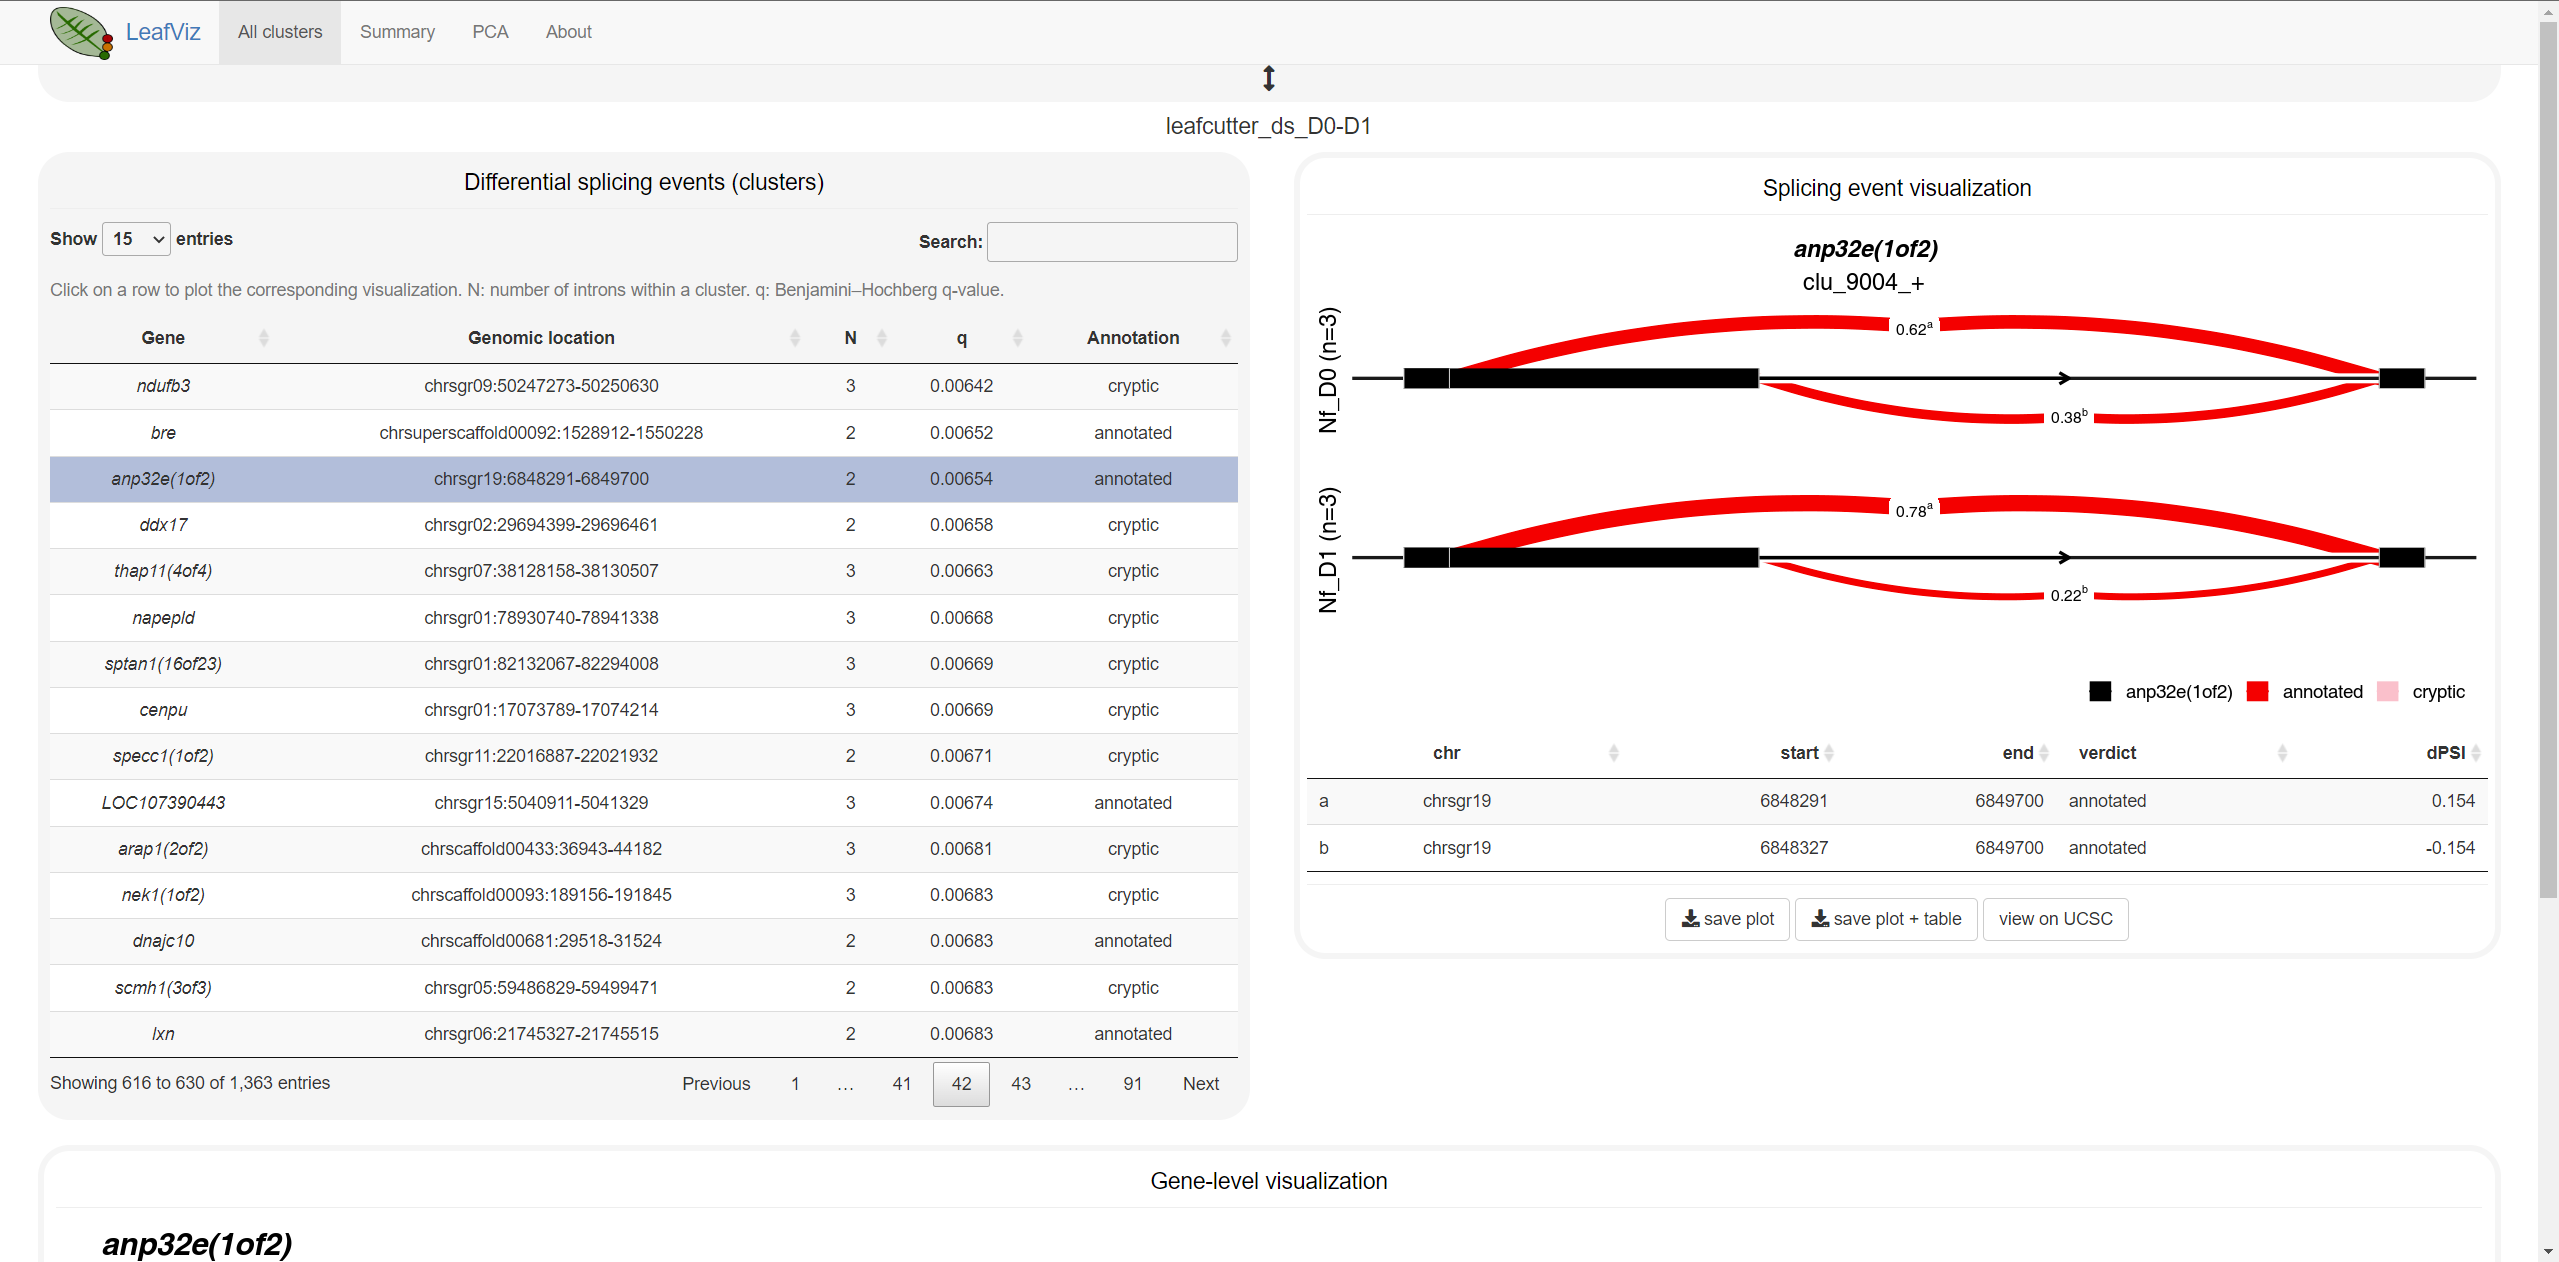 LeafViz All clusters Summary PCA About
leafcutter_ds_D0-D1
Differential splicing events (clusters)
Show 15 entries Search:
Click on a row to plot the corresponding visualization. N: number of introns within a cluster. q: Benjamini–Hochberg q-value.
Gene Genomic location N q Annotation
ndufb3 chrsgr09:50247273-50250630 3 0.00642 cryptic
bre chrsuperscaffold00092:1528912-1550228 2 0.00652 annotated
anp32e(1of2) chrsgr19:6848291-6849700 2 0.00654 annotated
ddx17 chrsgr02:29694399-29696461 2 0.00658 cryptic
thap11(4of4) chrsgr07:38128158-38130507 3 0.00663 cryptic
napepld chrsgr01:78930740-78941338 3 0.00668 cryptic
sptan1(16of23) chrsgr01:82132067-82294008 3 0.00669 cryptic
cenpu chrsgr01:17073789-17074214 3 0.00669 cryptic
specc1(1of2) chrsgr11:22016887-22021932 2 0.00671 cryptic
LOC107390443 chrsgr15:5040911-5041329 3 0.00674 annotated
arap1(2of2) chrscaffold00433:36943-44182 3 0.00681 cryptic
nek1(1of2) chrscaffold00093:189156-191845 3 0.00683 cryptic
dnajc10 chrscaffold00681:29518-31524 2 0.00683 annotated
scmh1(3of3) chrsgr05:59486829-59499471 2 0.00683 cryptic
lxn chrsgr06:21745327-21745515 2 0.00683 annotated
Showing 616 to 630 of 1,363 entries Previous 1 … 41 42 43 … 91 Next
Splicing event visualization
anp32e(1of2)
clu_9004_+
Nf_D0 (n=3)
0.62a
0.38b
Nf_D1 (n=3)
0.78a
0.22b
anp32e(1of2) annotated cryptic
chr start end verdict dPSI
a chrsgr19 6848291 6849700 annotated 0.154
b chrsgr19 6848327 6849700 annotated -0.154
save plot save plot + table view on UCSC
Gene-level visualization
anp32e(1of2)